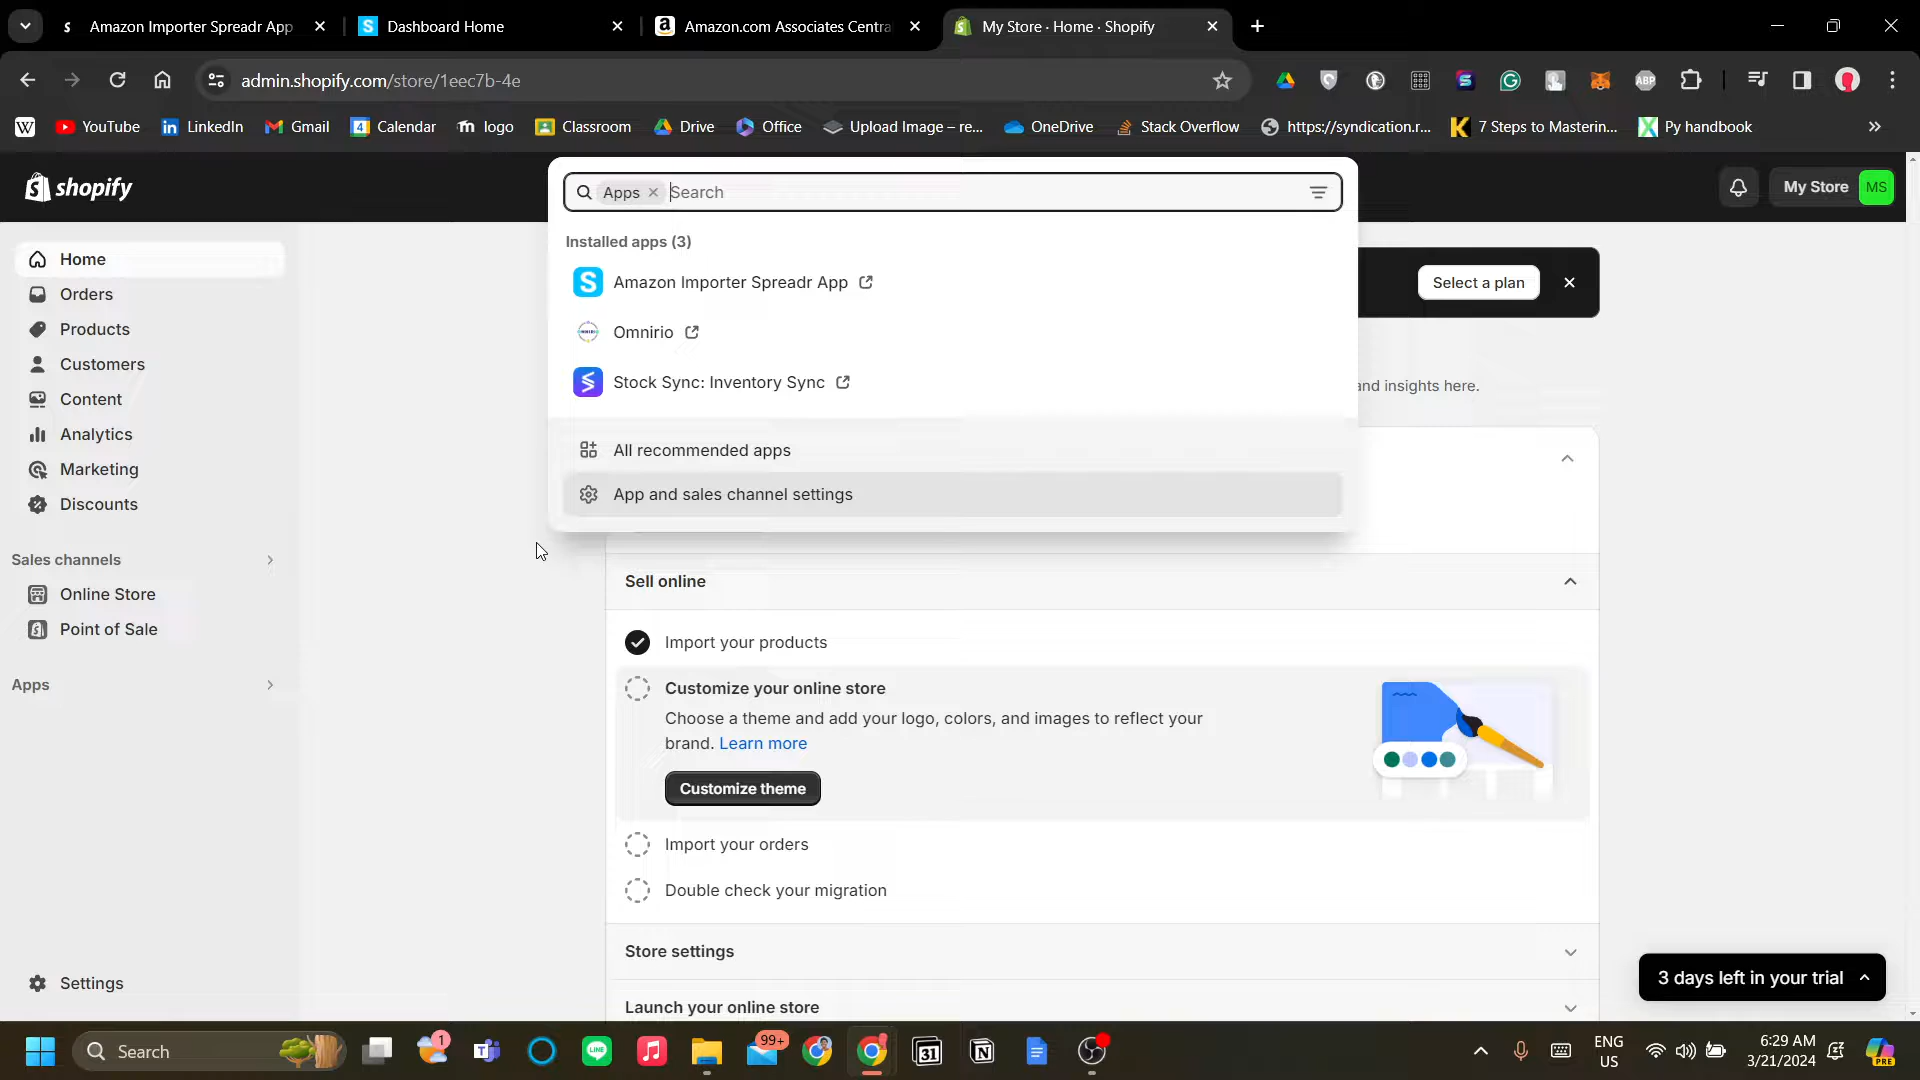 Amazon Importer Spreadr App
Dashboard Home
Amazon.com Associates Centra
My Store · Home · Shopify
admin.shopify.com/store/1eec7b-4e
YouTube
LinkedIn
Gmail
Calendar
logo
Classroom
Drive
Office
Upload Image – re...
OneDrive
Stack Overflow
https://syndication.r...
7 Steps to Masterin...
Py handbook
shopify
Apps
Search
My Store
MS
Installed apps (3)
Amazon Importer Spreadr App
Omnirio
Stock Sync: Inventory Sync
All recommended apps
App and sales channel settings
Select a plan
and insights here.
Home
Orders
Products
Customers
Content
Analytics
Marketing
Discounts
Sales channels
Online Store
Point of Sale
Apps
Settings
Sell online
Import your products
Customize your online store
Choose a theme and add your logo, colors, and images to reflect your
brand. Learn more
Customize theme
Import your orders
Double check your migration
Store settings
Launch your online store
3 days left in your trial
Search
1
99+
31
ENG
US
6:29 AM
3/21/2024
PRE